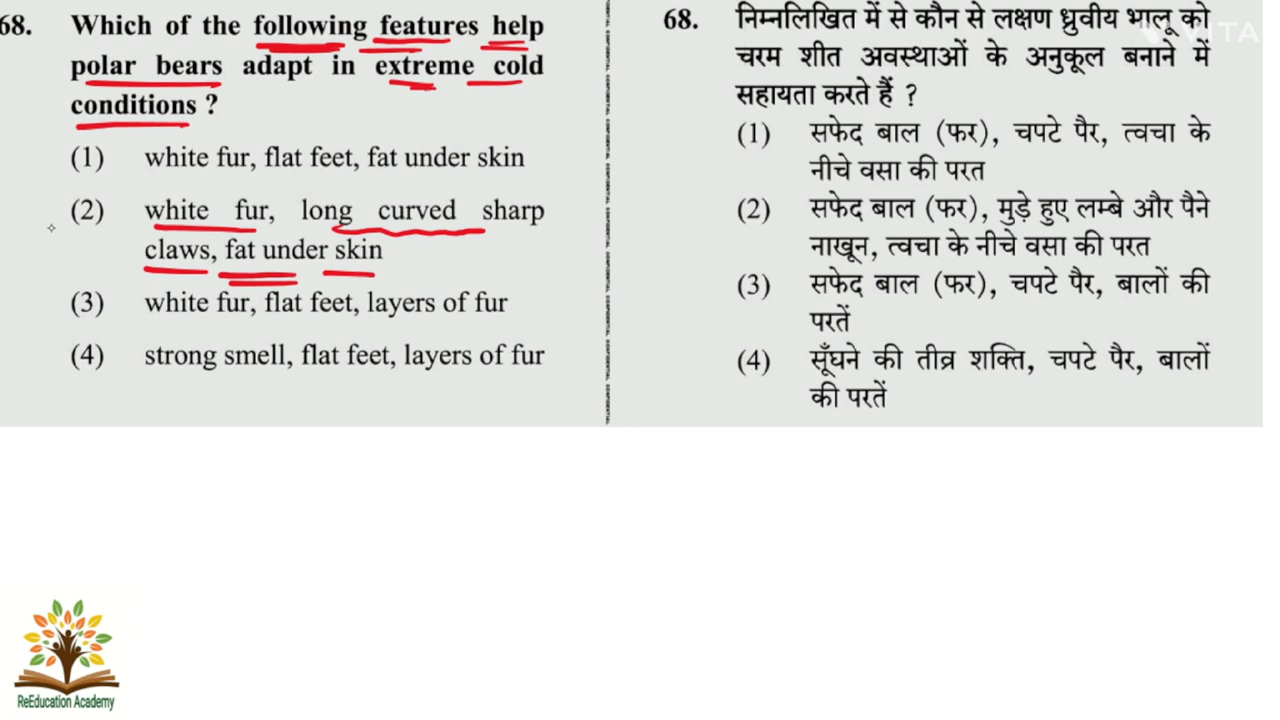 68. Which of the following features help
polar bears adapt in extreme cold
conditions ?
(1) white fur, flat feet, fat under skin
(2) white fur, long curved sharp
claws, fat under skin
(3) white fur, flat feet, layers of fur
(4) strong smell, flat feet, layers of fur
68. निम्नलिखित में से कौन से लक्षण ध्रुवीय भालू को
चरम शीत अवस्थाओं के अनुकूल बनाने में
सहायता करते हैं ?
(1) सफेद बाल (फर), चपटे पैर, त्वचा के
नीचे वसा की परत
(2) सफेद बाल (फर), मुड़े हुए लम्बे और पैने
नाखून, त्वचा के नीचे वसा की परत
(3) सफेद बाल (फर), चपटे पैर, बालों की
परतें
(4) सूँघने की तीव्र शक्ति, चपटे पैर, बालों
की परतें
VITA
ReEducation Academy